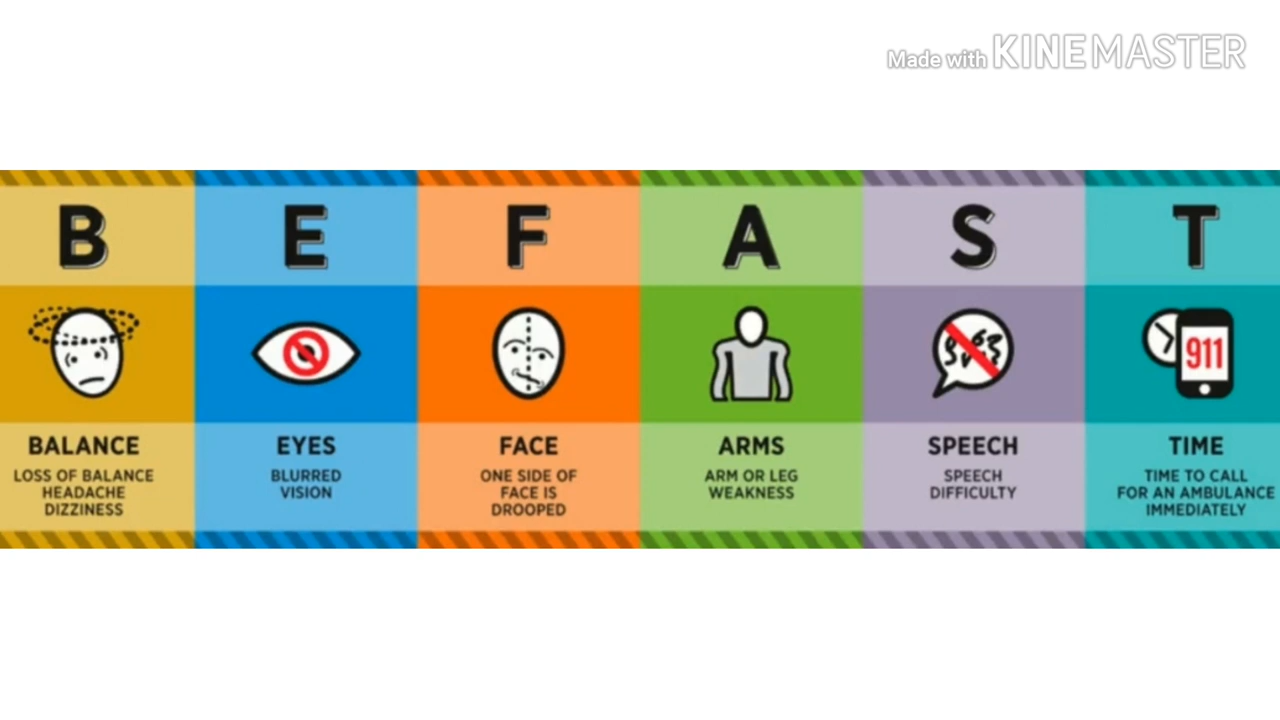 Made with KINEMASTER
B
E
F
A
S
T
911
BALANCE
LOSS OF BALANCE
HEADACHE
DIZZINESS
EYES
BLURRED
VISION
FACE
ONE SIDE OF
FACE IS
DROOPED
ARMS
ARM OR LEG
WEAKNESS
SPEECH
SPEECH
DIFFICULTY
TIME
TIME TO CALL
FOR AN AMBULANCE
IMMEDIATELY